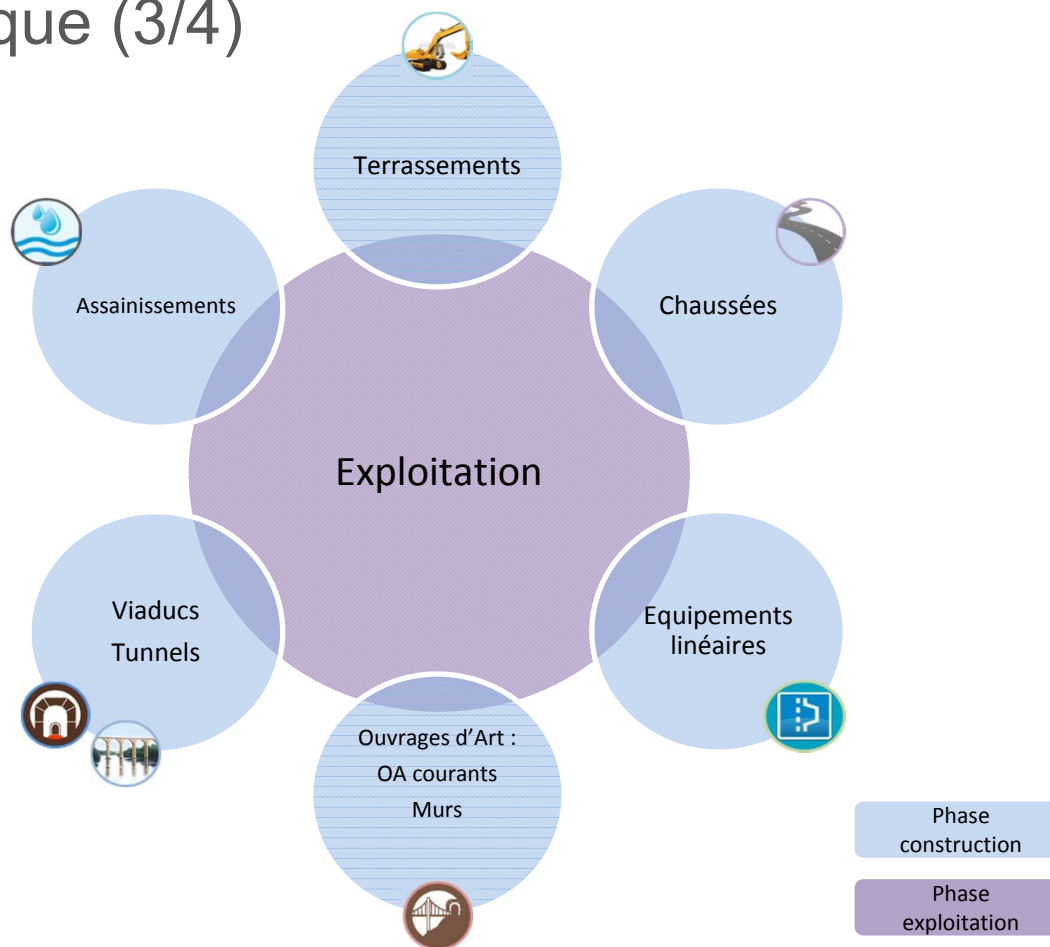 que (3/4)
Terrassements
Assainissements
Chaussées
Exploitation
Viaducs
Tunnels
Equipements
linéaires
Ouvrages d’Art :
OA courants
Murs
Phase
construction
Phase
exploitation